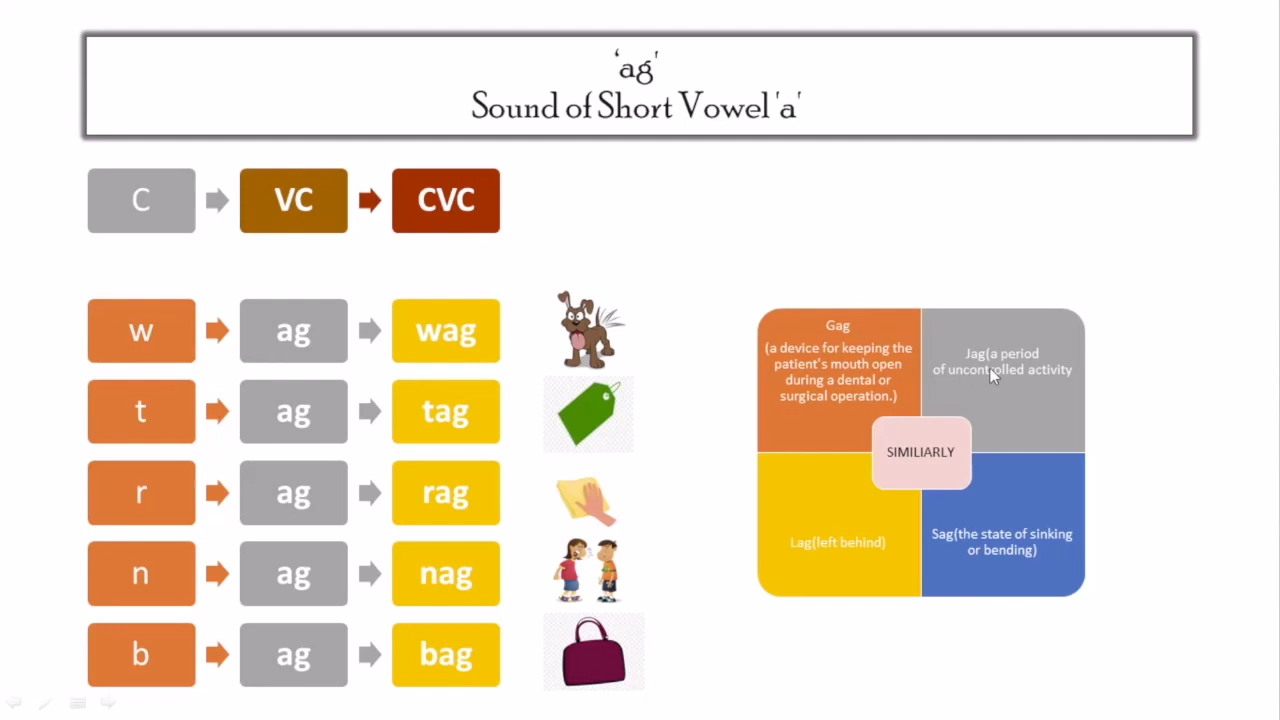 ‘ag'
Sound of Short Vowel 'a'
C
VC
CVC
w
ag
wag
t
ag
tag
r
ag
rag
n
ag
nag
b
ag
bag
Gag
(a device for keeping the
patient's mouth open
during a dental or
surgical operation.)
Jag(a period
of uncontrolled activity
SIMILIARLY
Lag(left behind)
Sag(the state of sinking
or bending)